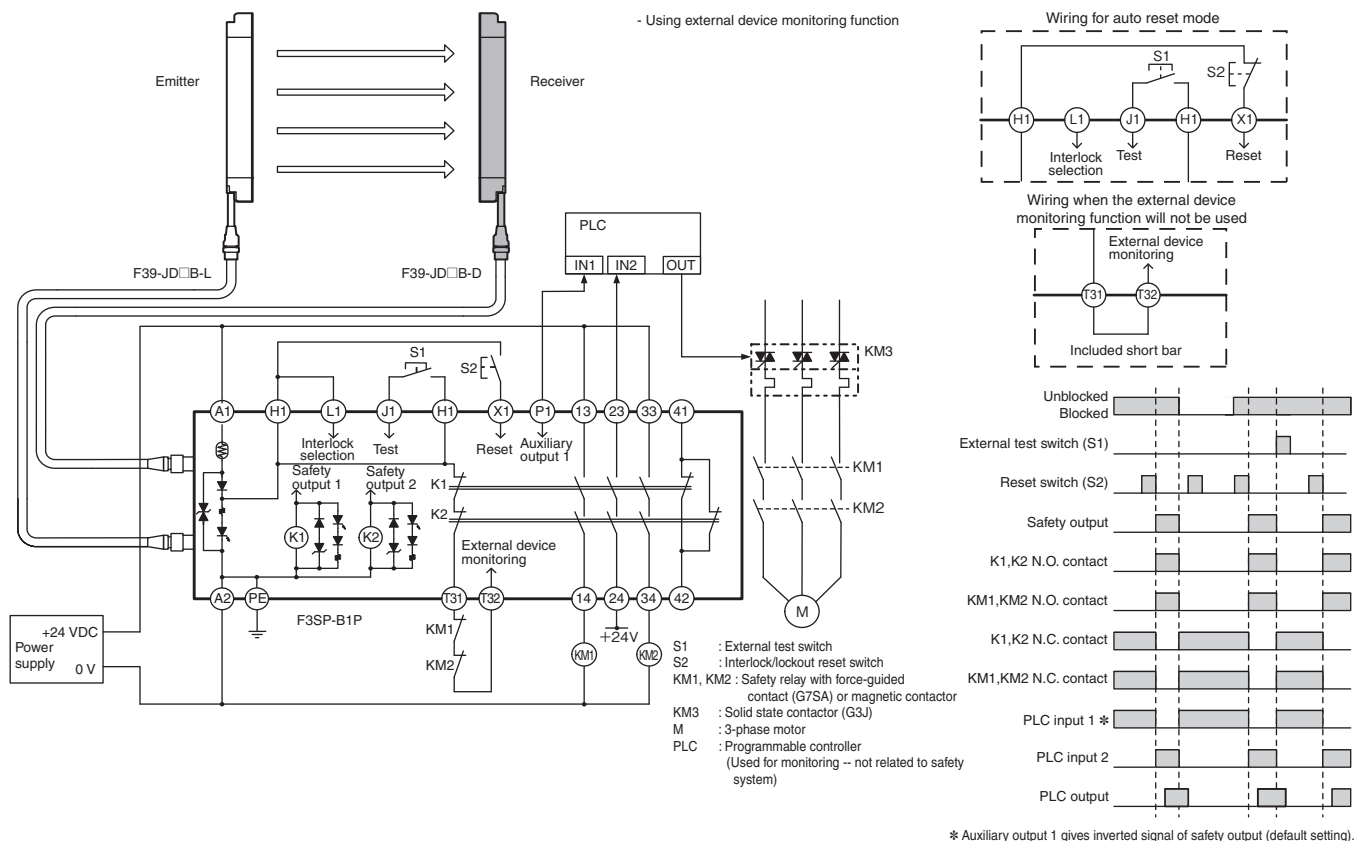 - Using external device monitoring function
Emitter
Receiver
F39-JD□B-L
F39-JD□B-D
PLC
IN1
IN2
OUT
KM3
S1
S2
A1
H1
L1
J1
H1
X1
P1
13
23
33
41
Interlock
selection
Test
Reset
Auxiliary
output 1
Safety
output 1
Safety
output 2
K1
K2
K1
K2
External device
monitoring
KM1
KM2
M
A2
PE
T31
T32
14
24
34
42
F3SP-B1P
+24V
KM1
KM2
KM1
KM2
+24 VDC
Power
supply
0 V
S1 : External test switch
S2 : Interlock/lockout reset switch
KM1, KM2 : Safety relay with force-guided
contact (G7SA) or magnetic contactor
KM3 : Solid state contactor (G3J)
M : 3-phase motor
PLC : Programmable controller
(Used for monitoring -- not related to safety
system)
Wiring for auto reset mode
S1
S2
H1
L1
J1
H1
X1
Interlock
selection
Test
Reset
Wiring when the external device
monitoring function will not be used
External device
monitoring
T31
T32
Included short bar
Unblocked
Blocked
External test switch (S1)
Reset switch (S2)
Safety output
K1,K2 N.O. contact
KM1,KM2 N.O. contact
K1,K2 N.C. contact
KM1,KM2 N.C. contact
PLC input 1 ✻
PLC input 2
PLC output
✻ Auxiliary output 1 gives inverted signal of safety output (default setting).